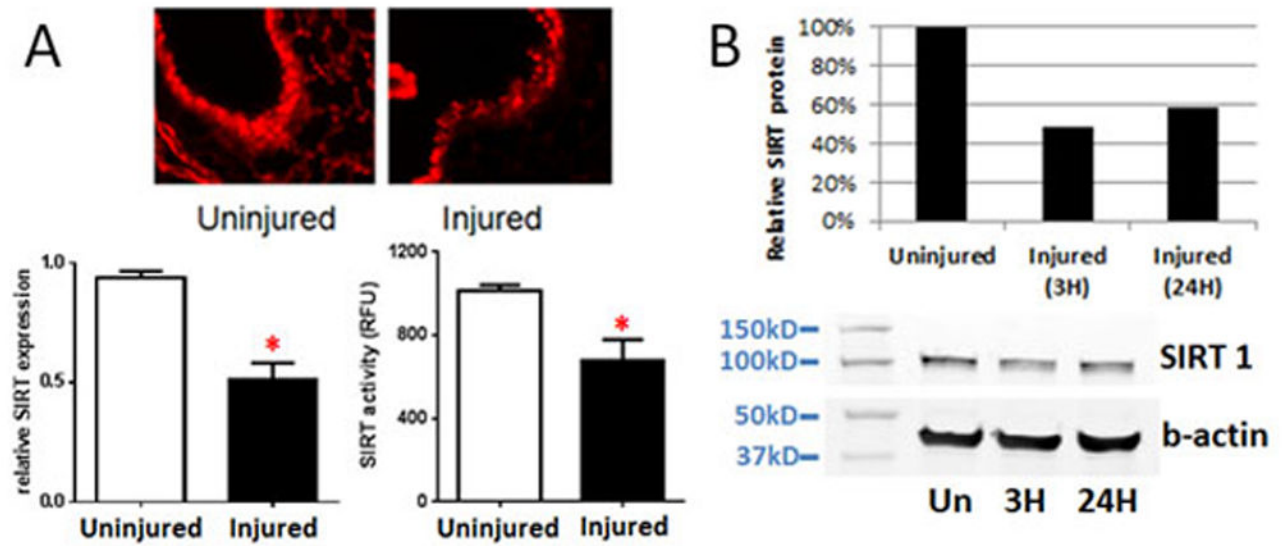 A
Uninjured
Injured
relative SIRT expression
1.0
0.5
0.0
*
Uninjured
Injured
SIRT activity (RFU)
1200
800
400
0
*
Uninjured
Injured
B
Relative SIRT protein
100%
80%
60%
40%
20%
0%
Uninjured
Injured
(3H)
Injured
(24H)
150kD
100kD
SIRT 1
50kD
37kD
b-actin
Un 3H 24H